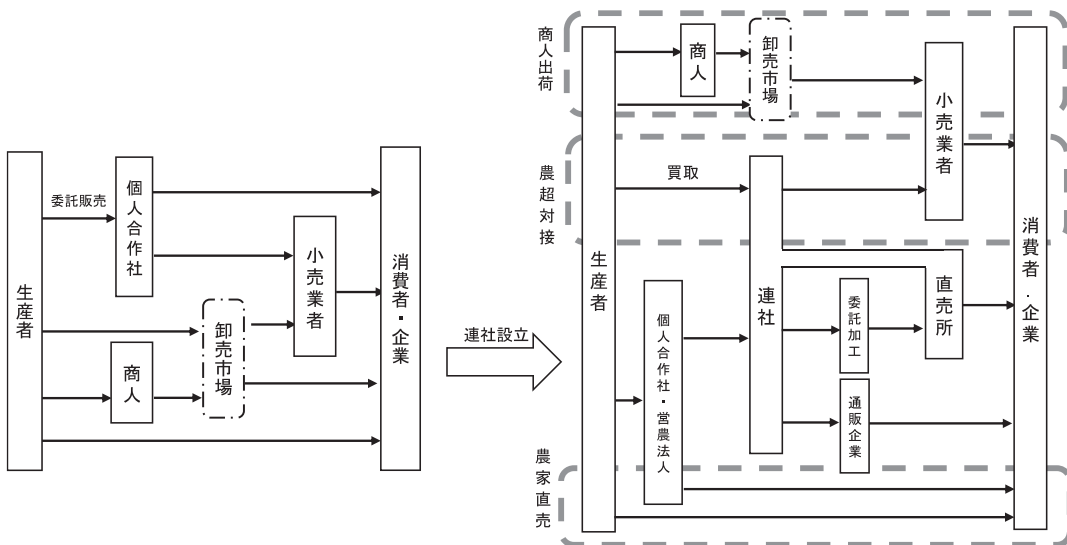 生産者
委託販売
個人合作社
商人
卸売市場
小売業者
消費者・企業
連社設立
商人出荷
農超対接
農家直売
生産者
商人
卸売市場
買取
個人合作社・営農法人
連社
委託加工
通販企業
小売業者
直売所
消費者・企業